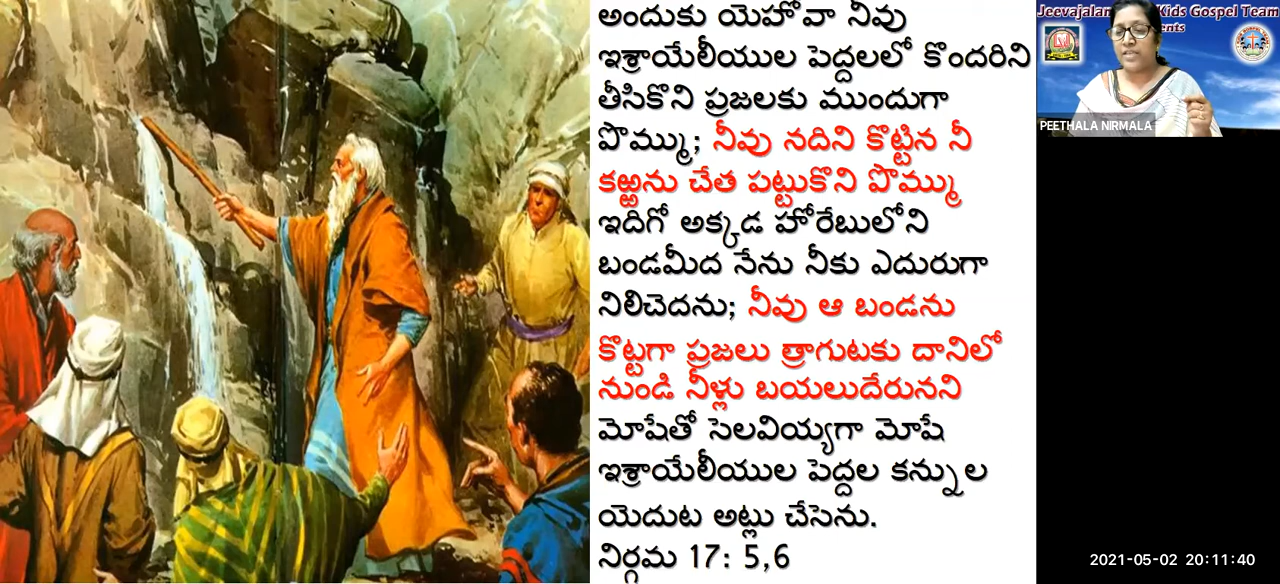 అందుకు యెహోవా నీవు
ఇశ్రాయేలీయుల పెద్దలలో కొందరిని
తీసికొని ప్రజలకు ముందుగా
పొమ్ము; నీవు నదిని కొట్టిన నీ
కఱ్ఱను చేత పట్టుకొని పొమ్ము
ఇదిగో అక్కడ హోరేబులోని
బండమీద నేను నీకు ఎదురుగా
నిలిచెదను; నీవు ఆ బండను
కొట్టగా ప్రజలు త్రాగుటకు దానిలో
నుండి నీళ్లు బయలుదేరునని
మోషేతో సెలవియ్యగా మోషే
ఇశ్రాయేలీయుల పెద్దల కన్నుల
యెదుట అట్లు చేసెను.
నిర్గమ 17: 5,6
Jeevajalam Kids Gospel Team
PEETHALA NIRMALA
2021-05-02 20:11:40